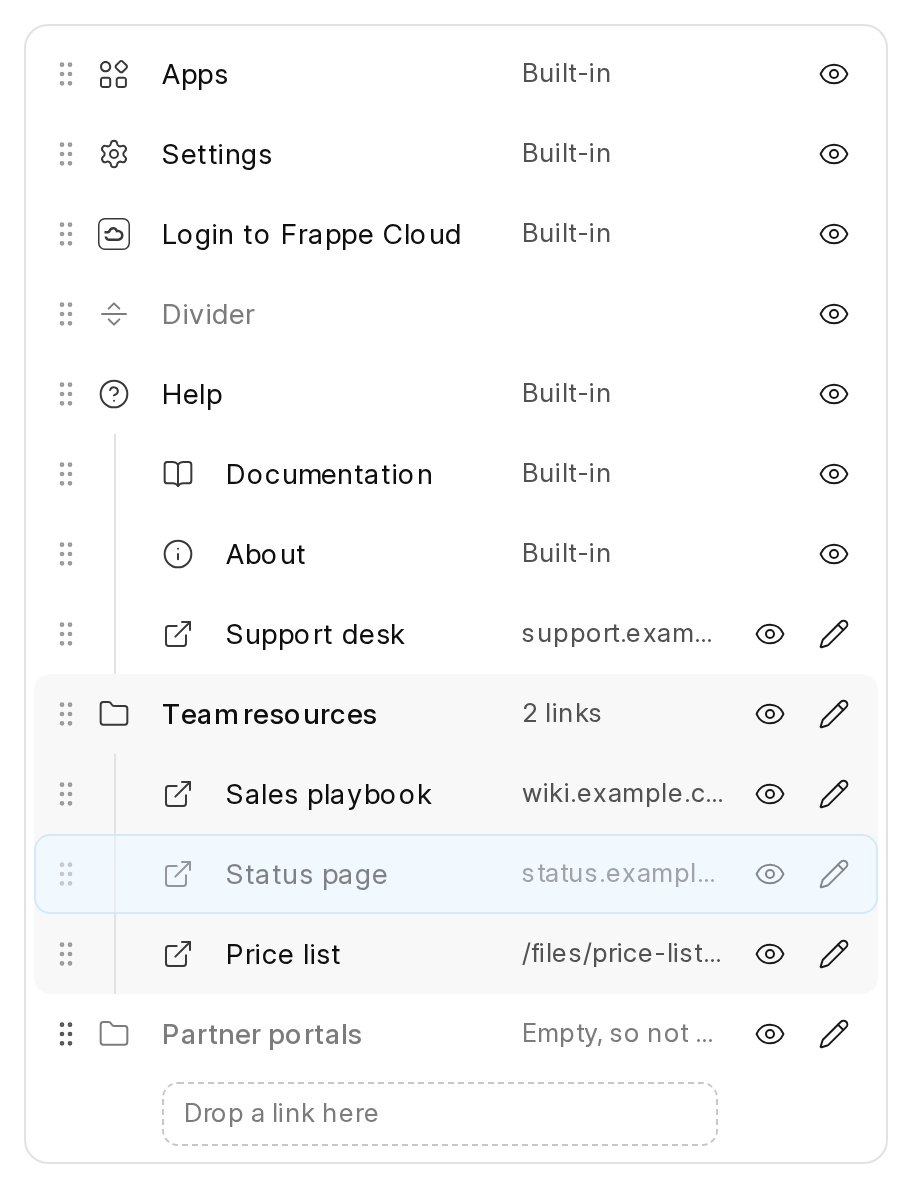 Apps Built-in
Settings Built-in
Login to Frappe Cloud Built-in
Divider
Help Built-in
Documentation Built-in
About Built-in
Support desk support.exam...
Team resources 2 links
Sales playbook wiki.example.c...
Status page status.exampl...
Price list /files/price-list...
Partner portals Empty, so not ...
Drop a link here